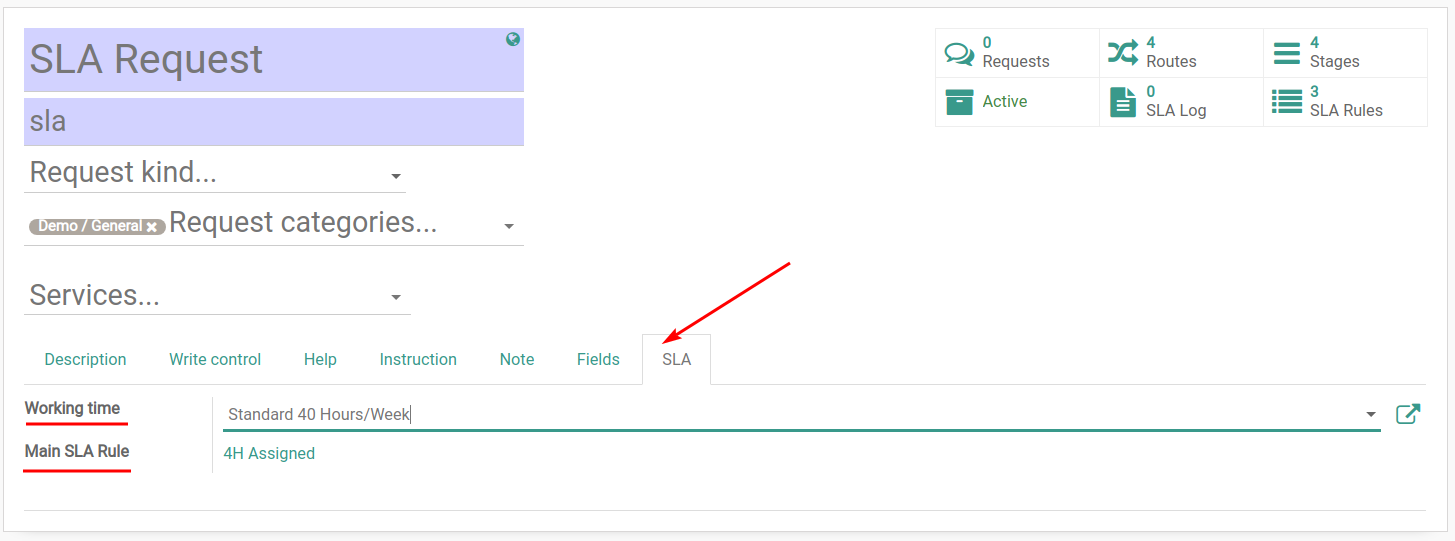 SLA Request
sla
Request kind...
Demo / General Request categories...
Services...
0
Requests
4
Routes
4
Stages
Active
0
SLA Log
3
SLA Rules
Description Write control Help Instruction Note Fields SLA
Working time Standard 40 Hours/Week
Main SLA Rule 4H Assigned